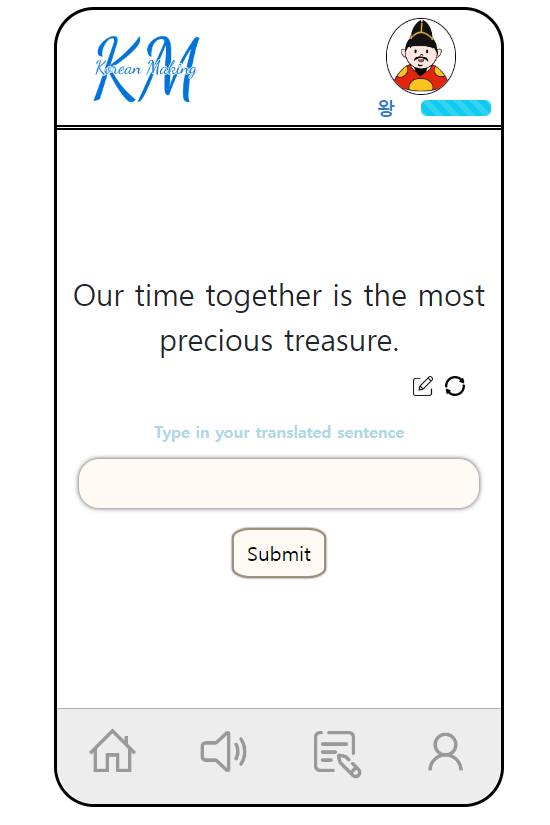 KM
Korean Making
왕
Our time together is the most
precious treasure.
Type in your translated sentence
Submit